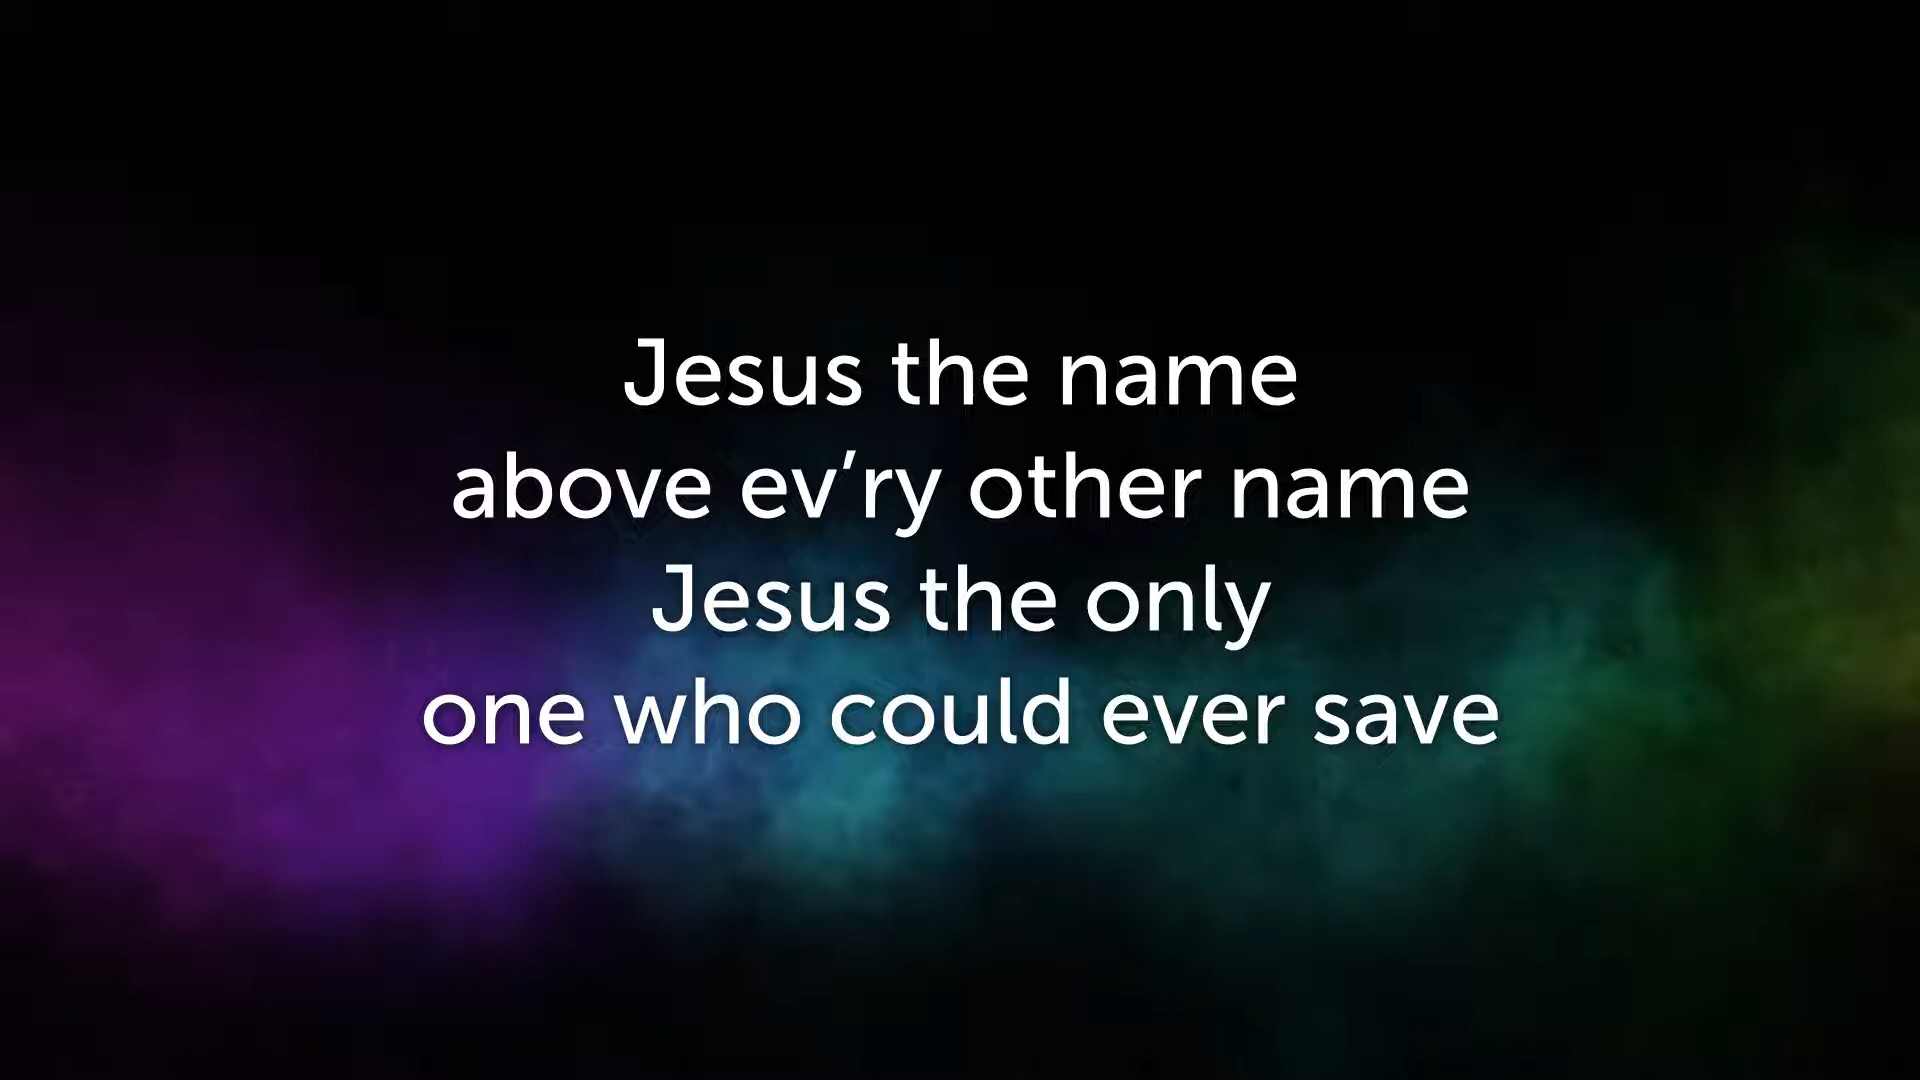 Jesus the name
above ev’ry other name
Jesus the only
one who could ever save